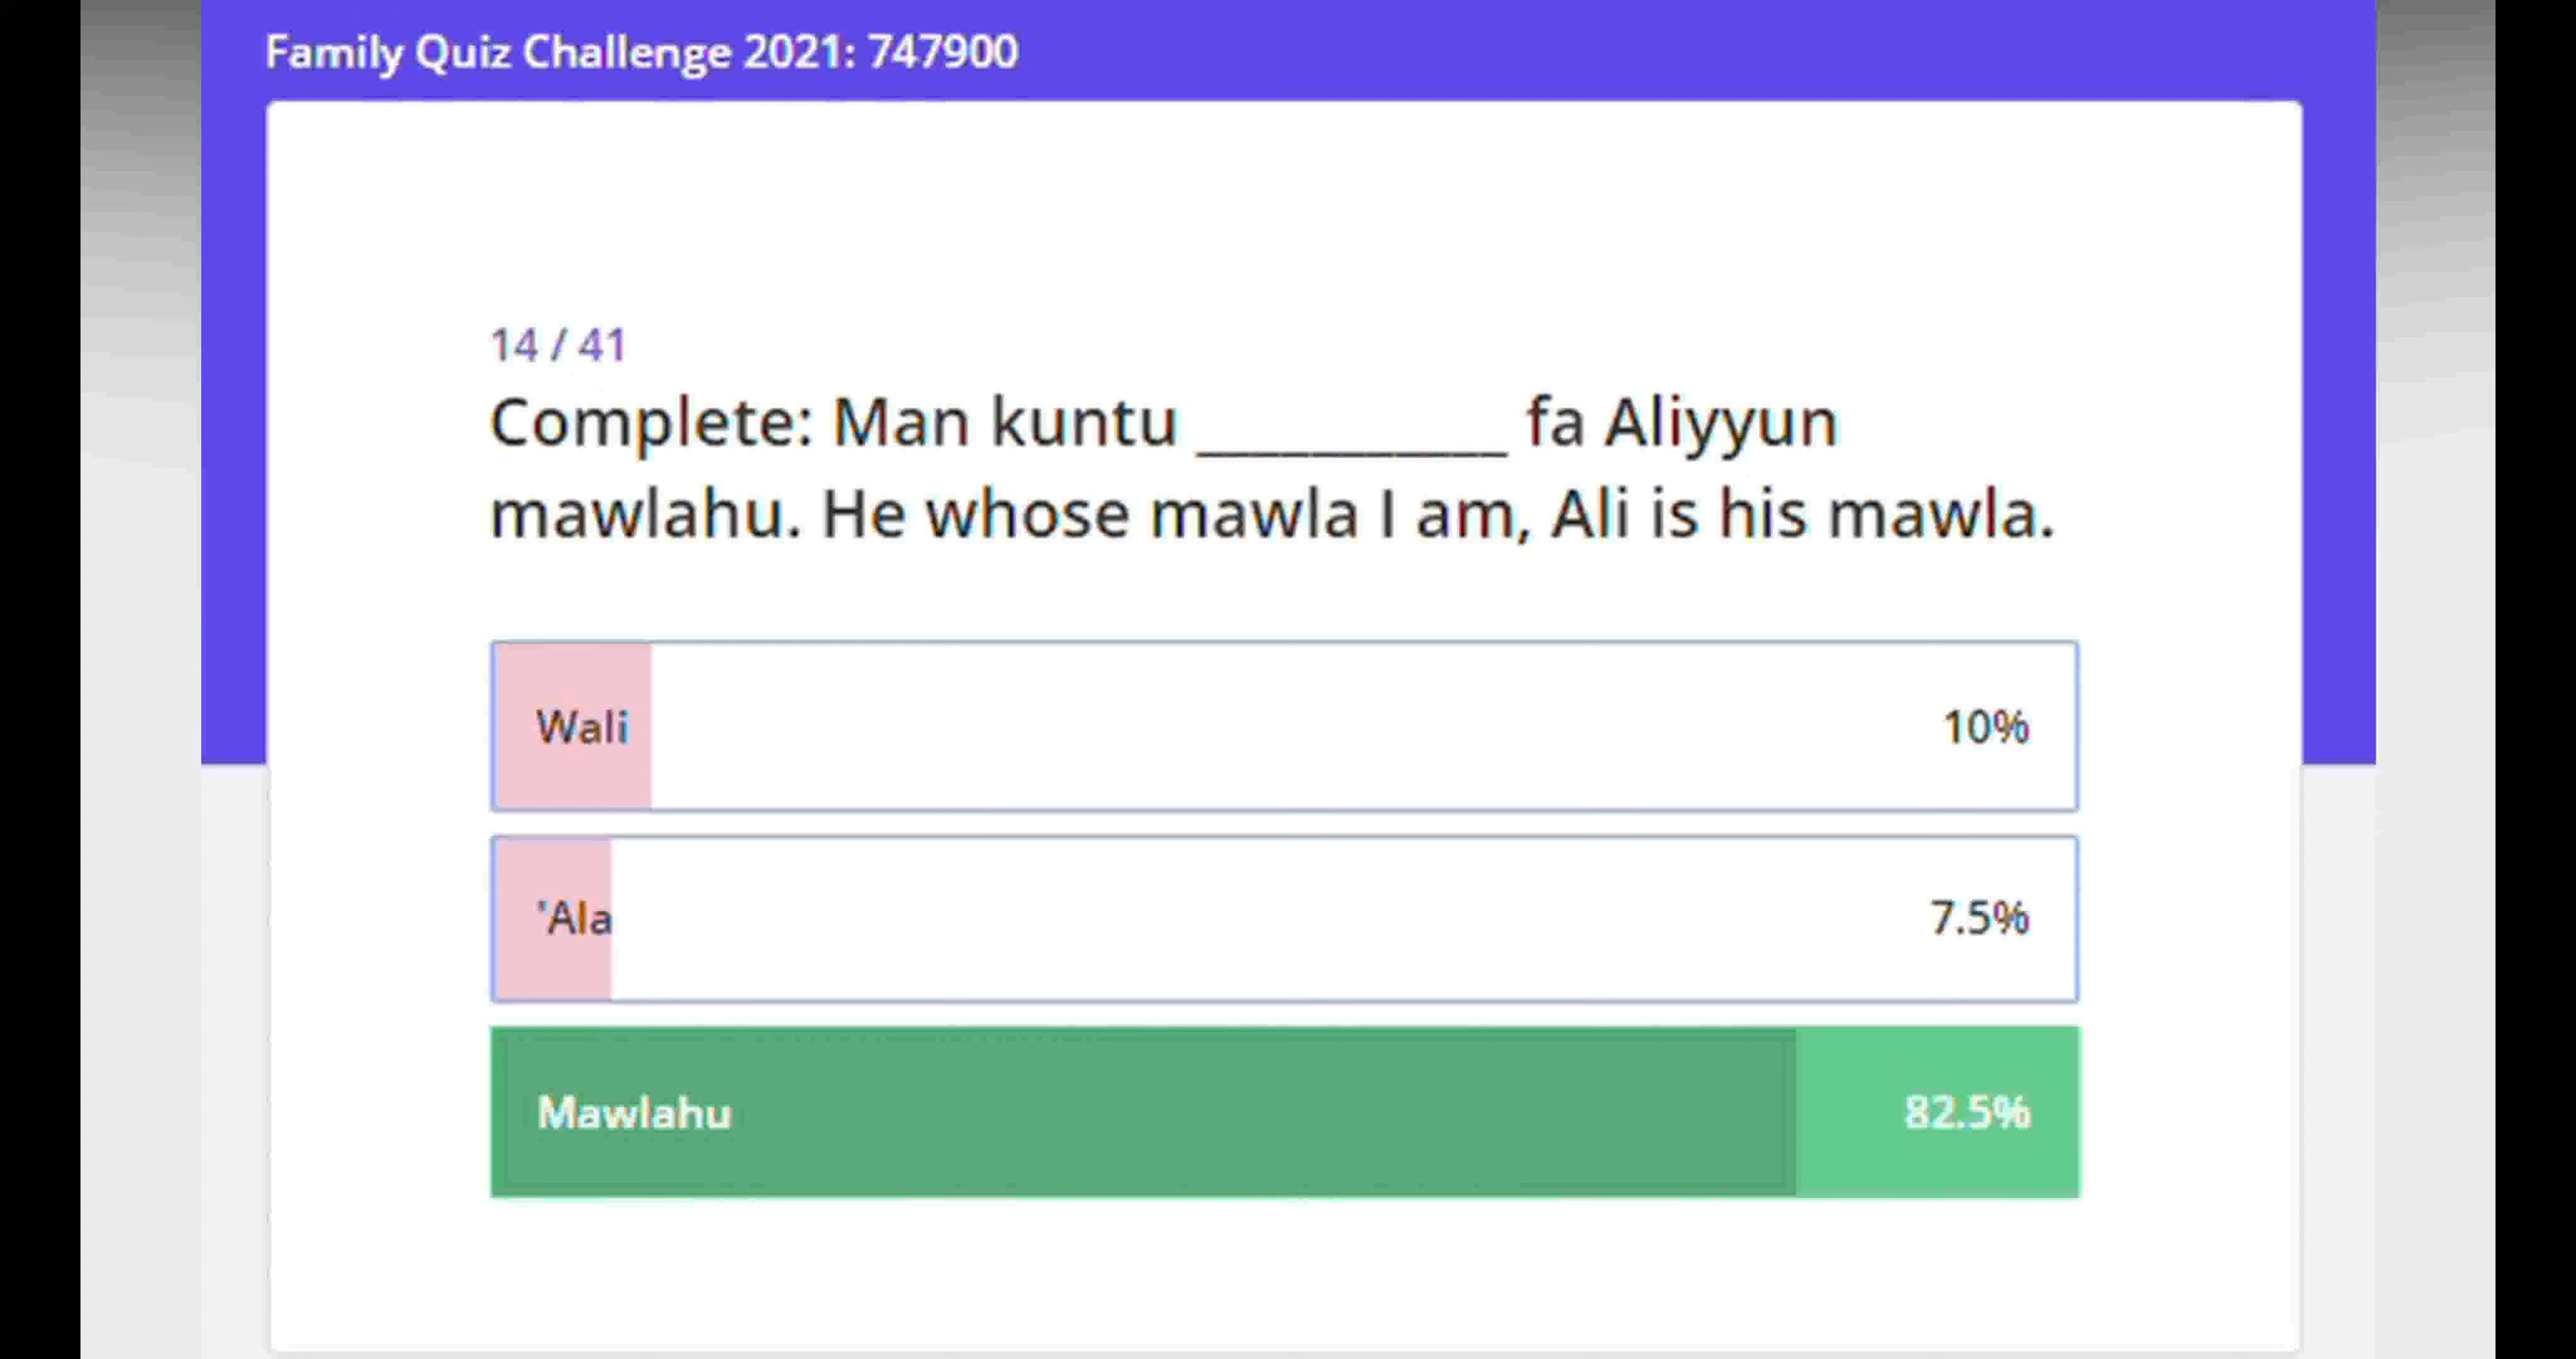 Family Quiz Challenge 2021: 747900
14 / 41
Complete: Man kuntu ___________ fa Aliyyun
mawlahu. He whose mawla I am, Ali is his mawla.
Wali 10%
'Ala 7.5%
Mawlahu 82.5%